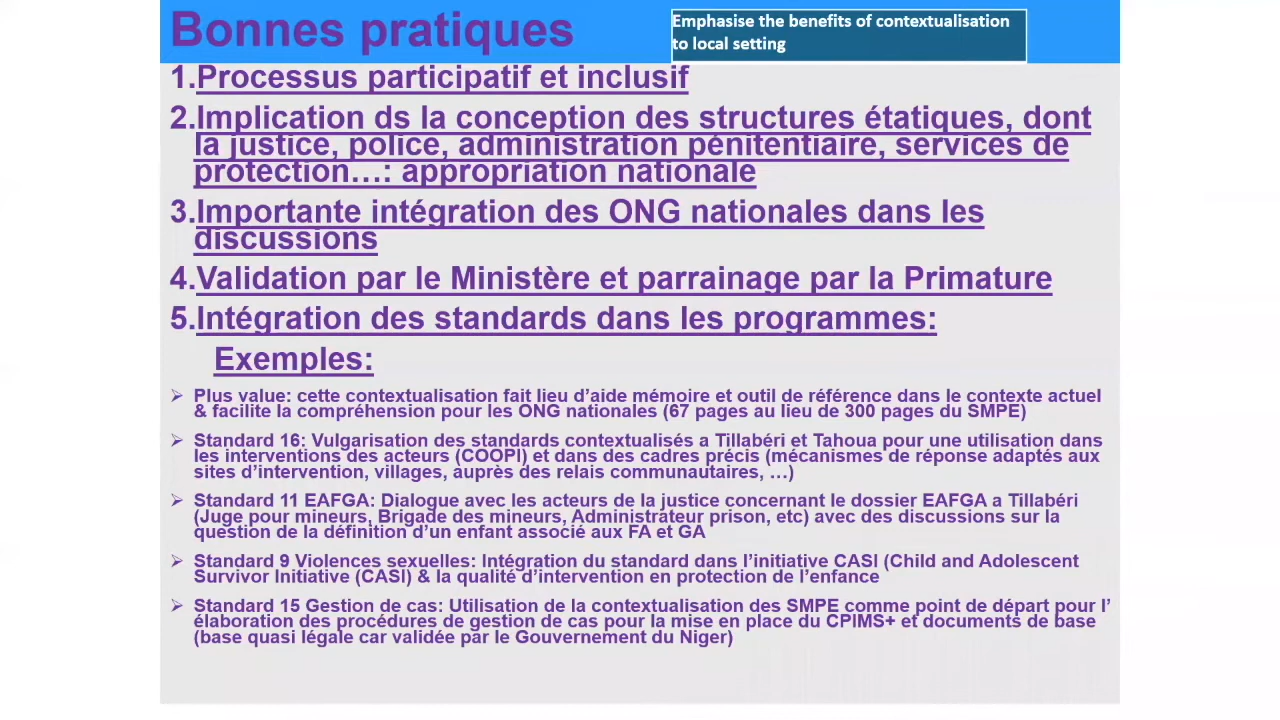 Bonnes pratiques
Emphasise the benefits of contextualisation
to local setting
1.Processus participatif et inclusif
2.Implication ds la conception des structures étatiques, dont
la justice, police, administration pénitentiaire, services de
protection…: appropriation nationale
3.Importante intégration des ONG nationales dans les
discussions
4.Validation par le Ministère et parrainage par la Primature
5.Intégration des standards dans les programmes:
Exemples:
➢ Plus value: cette contextualisation fait lieu d’aide mémoire et outil de référence dans le contexte actuel
& facilite la compréhension pour les ONG nationales (67 pages au lieu de 300 pages du SMPE)
➢ Standard 16: Vulgarisation des standards contextualisés a Tillabéri et Tahoua pour une utilisation dans
les interventions des acteurs (COOPI) et dans des cadres précis (mécanismes de réponse adaptés aux
sites d’intervention, villages, auprès des relais communautaires, …)
➢ Standard 11 EAFGA: Dialogue avec les acteurs de la justice concernant le dossier EAFGA a Tillabéri
(Juge pour mineurs, Brigade des mineurs, Administrateur prison, etc) avec des discussions sur la
question de la définition d’un enfant associé aux FA et GA
➢ Standard 9 Violences sexuelles: Intégration du standard dans l’initiative CASI (Child and Adolescent
Survivor Initiative (CASI) & la qualité d’intervention en protection de l’enfance
➢ Standard 15 Gestion de cas: Utilisation de la contextualisation des SMPE comme point de départ pour l’
élaboration des procédures de gestion de cas pour la mise en place du CPIMS+ et documents de base
(base quasi légale car validée par le Gouvernement du Niger)